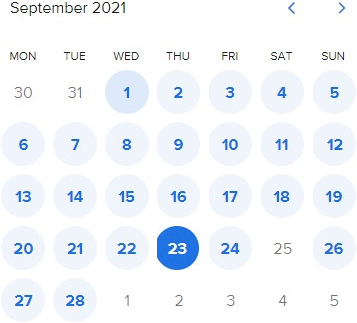 September 2021
MON TUE WED THU FRI SAT SUN
30 31 1 2 3 4 5
6 7 8 9 10 11 12
13 14 15 16 17 18 19
20 21 22 23 24 25 26
27 28 1 2 3 4 5